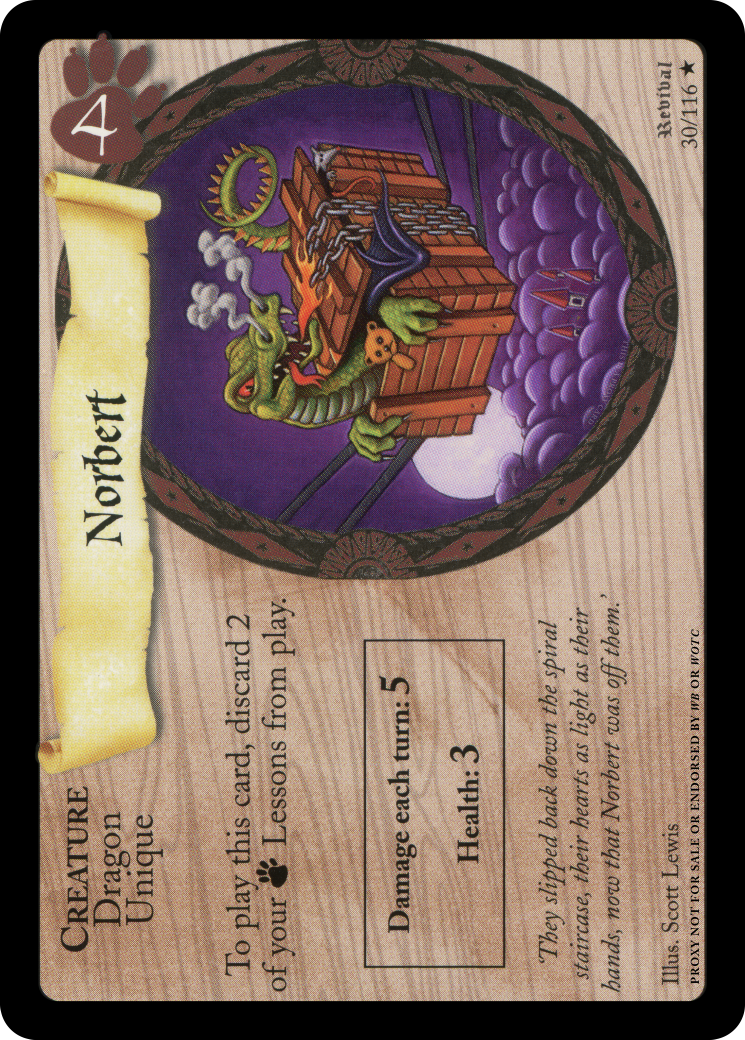 CREATURE
Dragon
Unique
Norbert
4
To play this card, discard 2
of your Lessons from play.
Damage each turn: 5
Health: 3
‘They slipped back down the spiral
staircase, their hearts as light as their
hands, now that Norbert was off them.’
Illus. Scott Lewis
PROXY NOT FOR SALE OR ENDORSED BY WB OR WOTC
Revival
30/116 ★